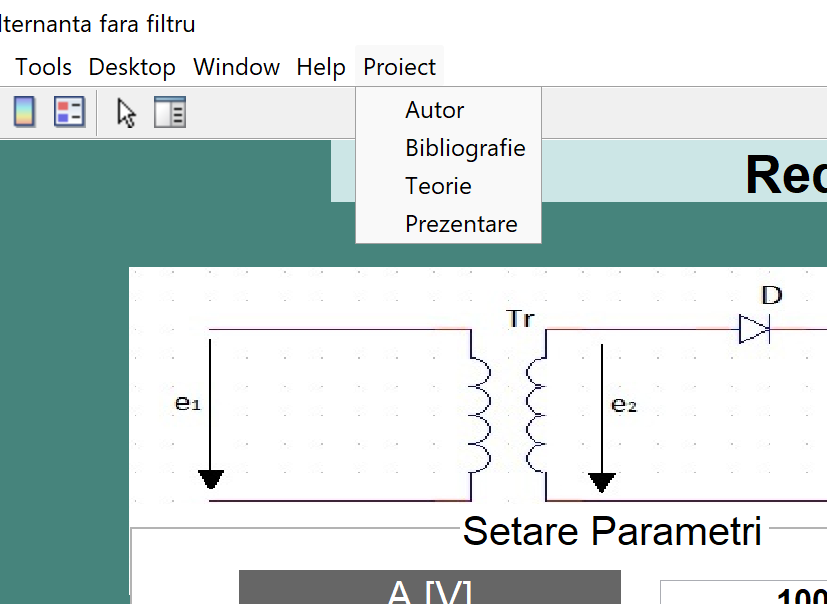 lternanta fara filtru
Tools Desktop Window Help Proiect
Autor
Bibliografie
Teorie
Prezentare
Rec
D
Tr
e₁
e₂
Setare Parametri
A [V]
100